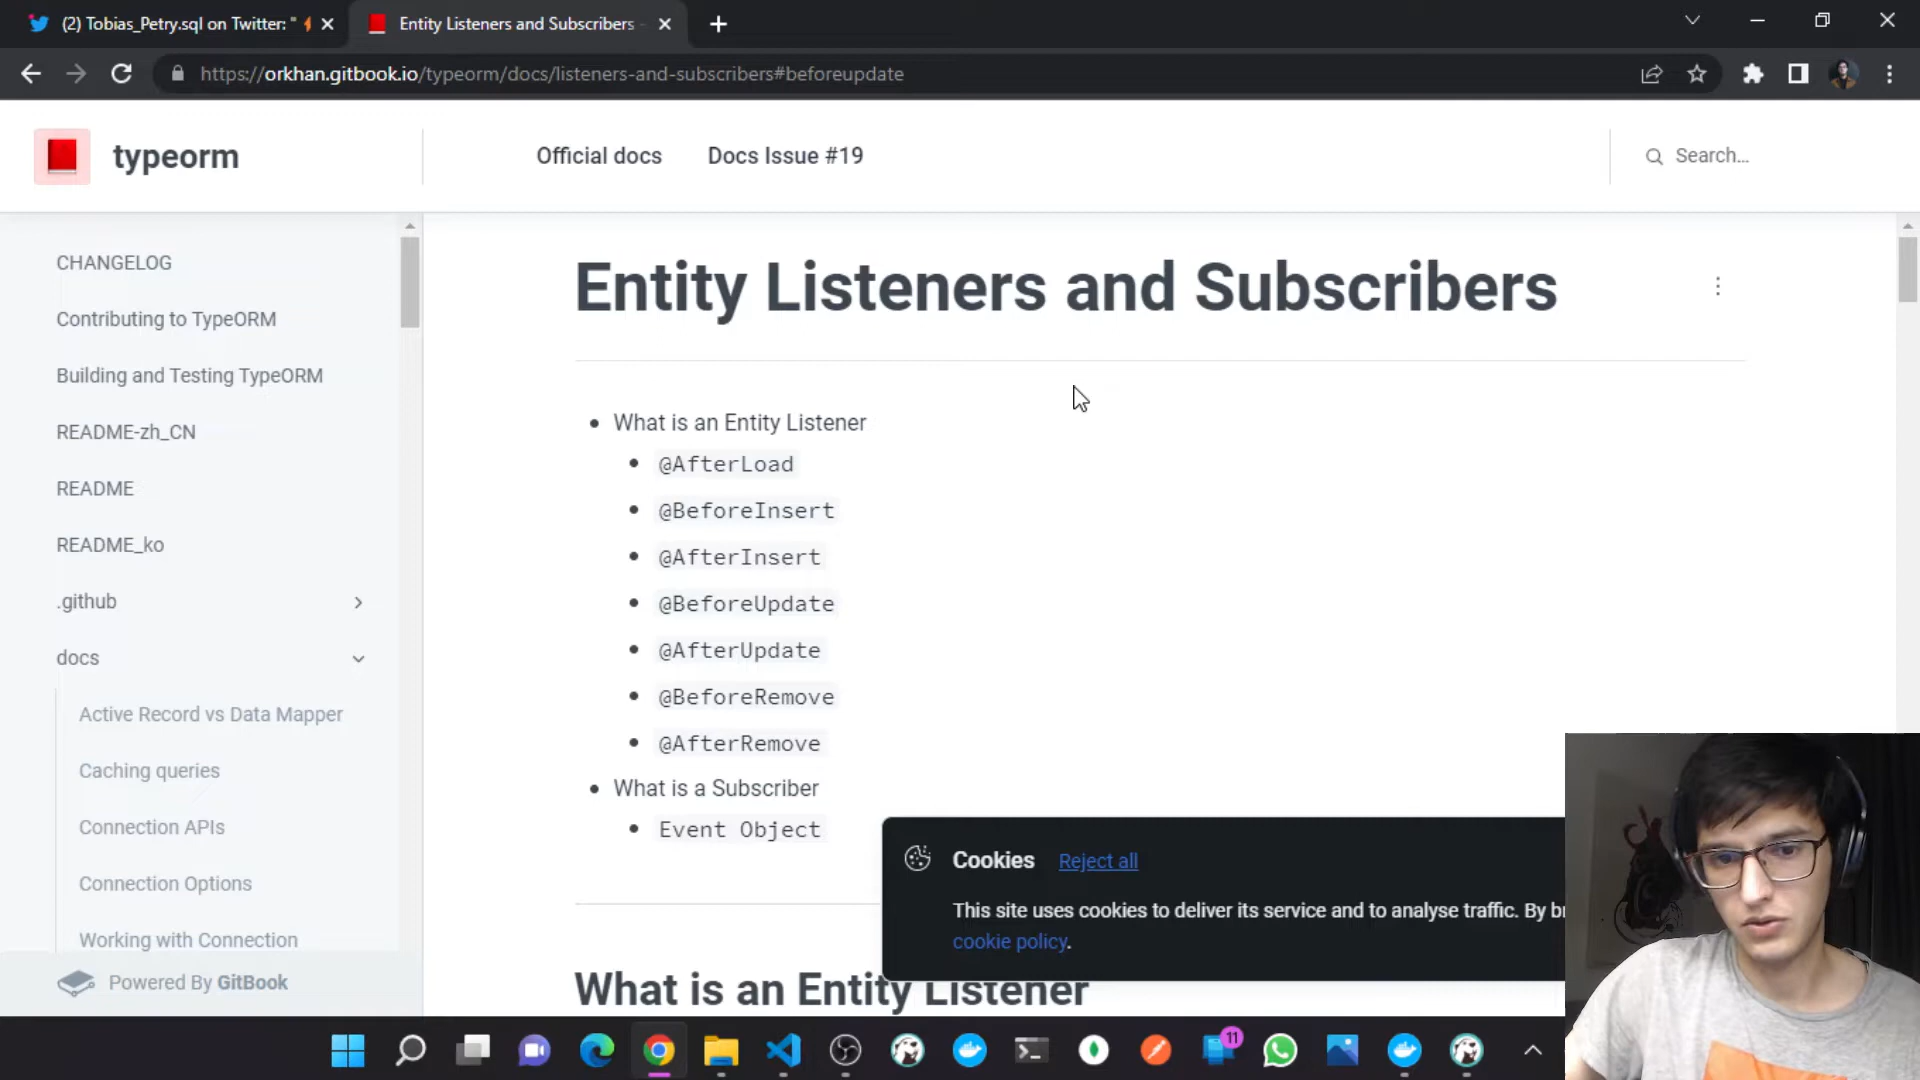 (2) Tobias_Petry.sql on Twitter: "
Entity Listeners and Subscribers -
https://orkhan.gitbook.io/typeorm/docs/listeners-and-subscribers#beforeupdate
typeorm
Official docs
Docs Issue #19
Search...
CHANGELOG
Contributing to TypeORM
Building and Testing TypeORM
README-zh_CN
README
README_ko
.github
docs
Active Record vs Data Mapper
Caching queries
Connection APIs
Connection Options
Working with Connection
Powered By GitBook
Entity Listeners and Subscribers
What is an Entity Listener
@AfterLoad
@BeforeInsert
@AfterInsert
@BeforeUpdate
@AfterUpdate
@BeforeRemove
@AfterRemove
What is a Subscriber
Event Object
What is an Entity Listener
Cookies Reject all
This site uses cookies to deliver its service and to analyse traffic. By
cookie policy.
11